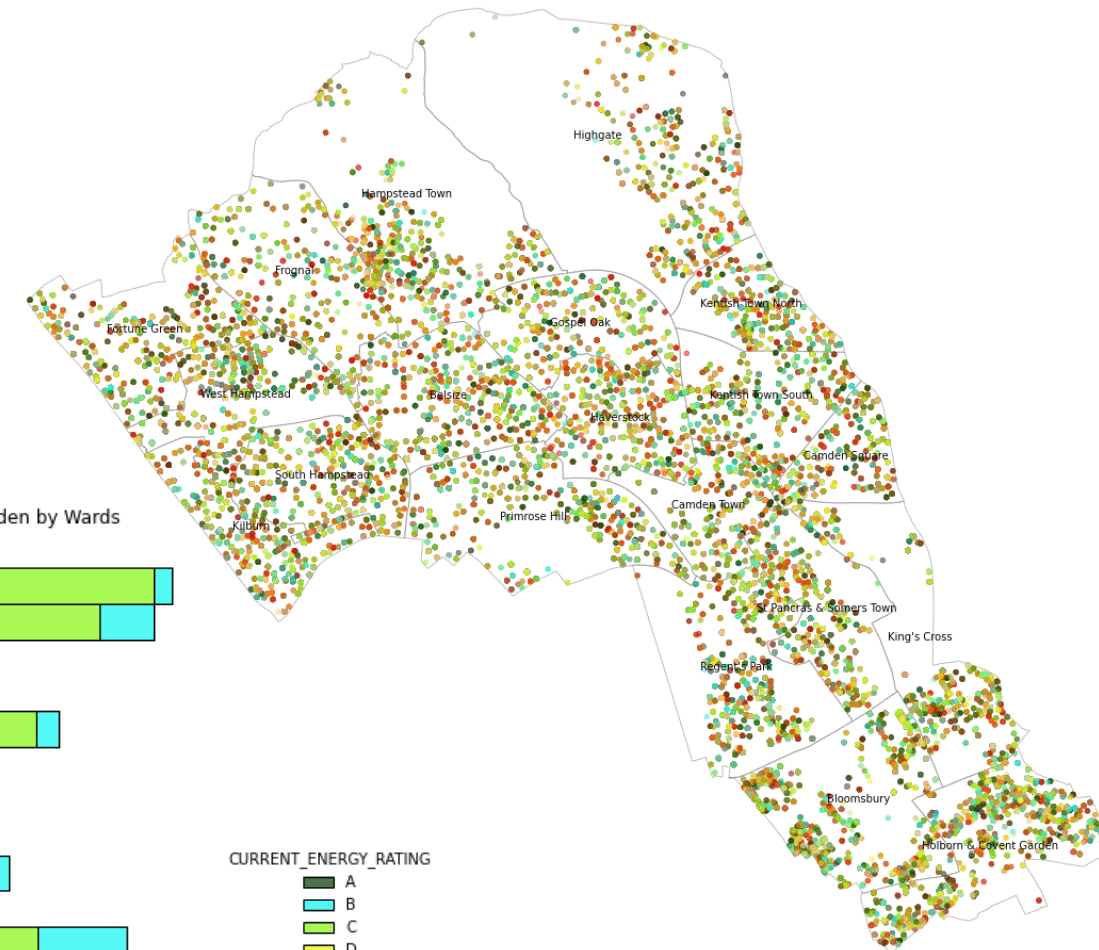 Highgate
Hampstead Town
Frognal
Kentish Town North
Gospel Oak
Fortune Green
West Hampstead
Belsize
Kentish Town South
Haverstock
Camden Square
South Hampstead
Camden Town
Primrose Hill
den by Wards
Kilburn
St Pancras & Somers Town
King's Cross
Regent's Park
Bloomsbury
Holborn & Covent Garden
CURRENT_ENERGY_RATING
A
B
C
D